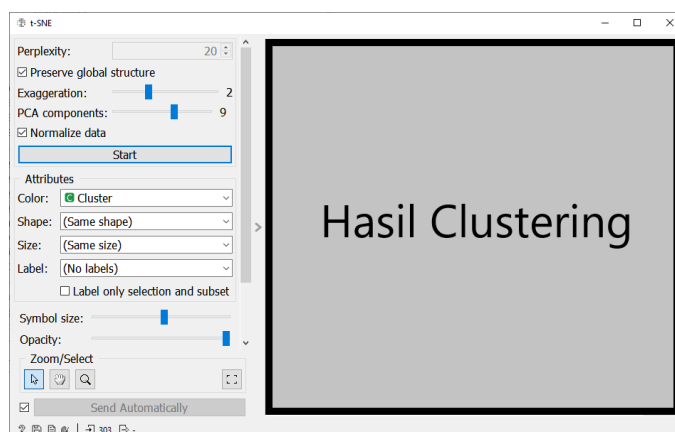 t-SNE
Perplexity: 20
Preserve global structure
Exaggeration: 2
PCA components: 9
Normalize data
Start
Attributes
Color: C Cluster
Shape: (Same shape)
Size: (Same size)
Label: (No labels)
Label only selection and subset
Symbol size:
Opacity:
Zoom/Select
Send Automatically
? 303 -
>
Hasil Clustering